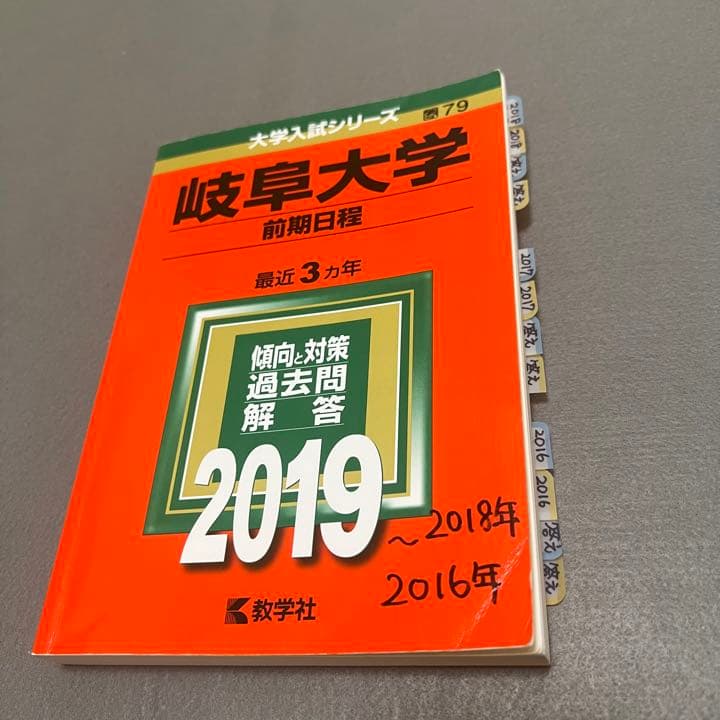 大学入試シリーズ
79
岐阜大学
前期日程
最近3カ年
傾向と対策
過去問
解答
2019
~2018年
2016年
教学社
2018
2018
答え
答え
2017
2017
答え
答え
2016
2016
答え
答え